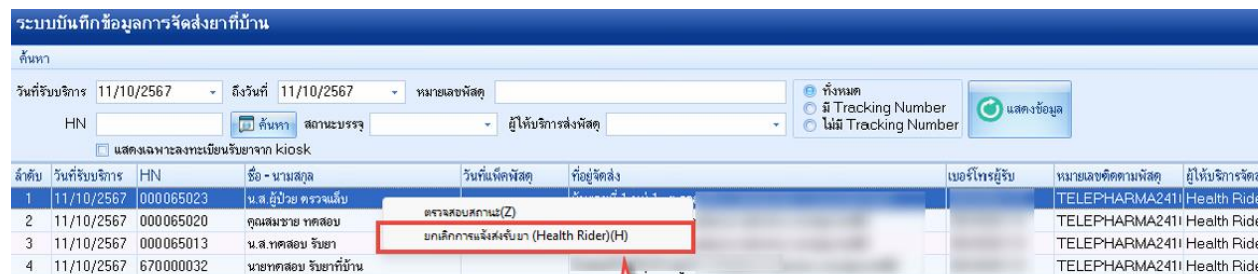 ระบบบันทึกข้อมูลการจัดส่งยาที่บ้าน
ค้นหา
วันที่รับบริการ 11/10/2567 ถึงวันที่ 11/10/2567 หมายเลขพัสดุ ทั้งหมด
มี Tracking Number แสดงข้อมูล
HN ค้นหา สถานะบรรจุ ผู้ให้บริการส่งพัสดุ ไม่มี Tracking Number
แสดงเฉพาะลงทะเบียนรับยาจาก kiosk
ลำดับ วันที่รับบริการ HN ชื่อ - นามสกุล วันที่แพ็คพัสดุ ที่อยู่จัดส่ง เบอร์โทรผู้รับ หมายเลขติดตามพัสดุ ผู้ให้บริการจัดส
1 11/10/2567 000065023 น.ส.ผู้ป่วย ตรวจแล็บ TELEPHARMA241 Health Ride
ตรวจสอบสถานะ(Z)
2 11/10/2567 000065020 คุณสมชาย ทดสอบ TELEPHARMA241 Health Ride
ยกเลิกการแจ้งส่งรับยา (Health Rider)(H)
3 11/10/2567 000065013 น.ส.ทดสอบ รับยา TELEPHARMA241 Health Ride
4 11/10/2567 670000032 นายทดสอบ รับยาที่บ้าน TELEPHARMA241 Health Ride